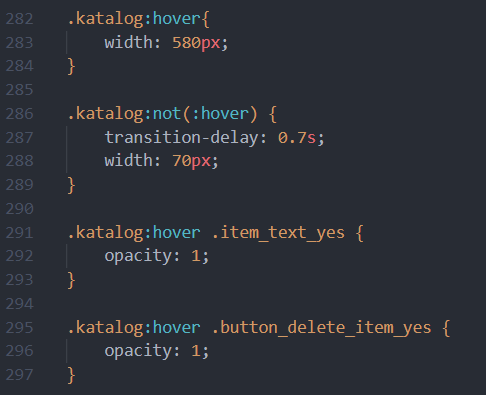 282 .katalog:hover{
283 width: 580px;
284 }
285
286 .katalog:not(:hover) {
287 transition-delay: 0.7s;
288 width: 70px;
289 }
290
291 .katalog:hover .item_text_yes {
292 opacity: 1;
293 }
294
295 .katalog:hover .button_delete_item_yes {
296 opacity: 1;
297 }